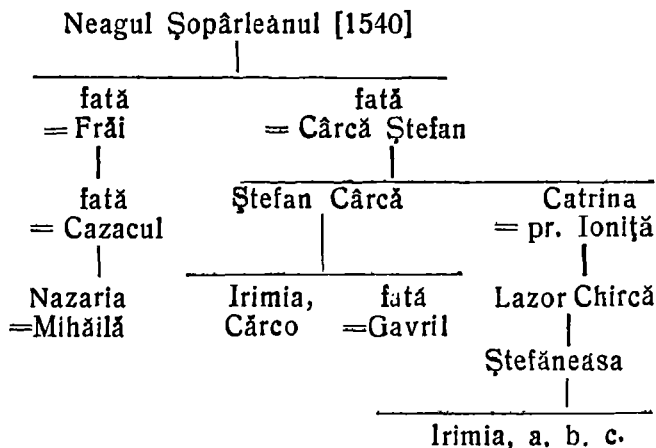 Neagul Şopârleanul [1540]
fată fată
= Frăi = Cârcă Ştefan
fată Ştefan Cârcă Catrina
= Cazacul = pr. Ioniţă
Nazaria Irimia, fată Lazor Chircă
=Mihăilă Cărco =Gavril
Ştefăneasa
Irimia, a, b, c.